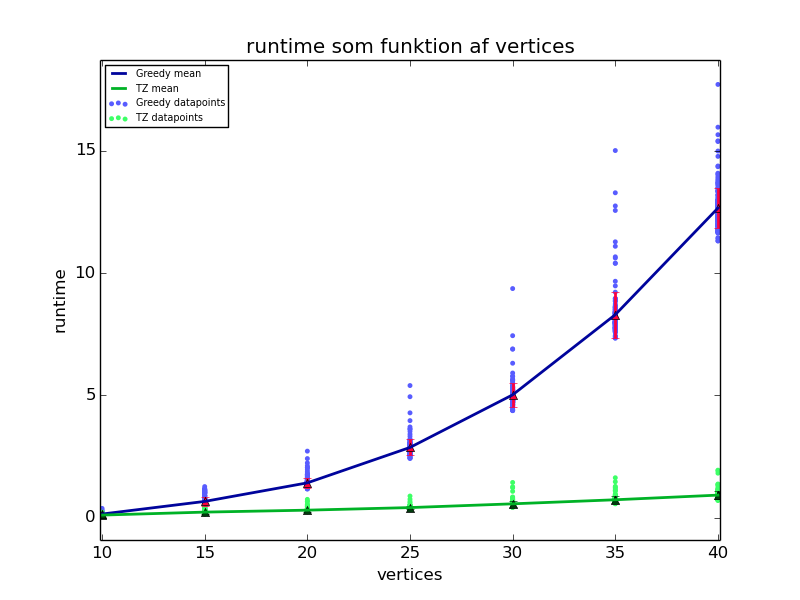 runtime som funktion af vertices
Greedy mean
TZ mean
Greedy datapoints
TZ datapoints
15
10
5
0
runtime
10 15 20 25 30 35 40
vertices